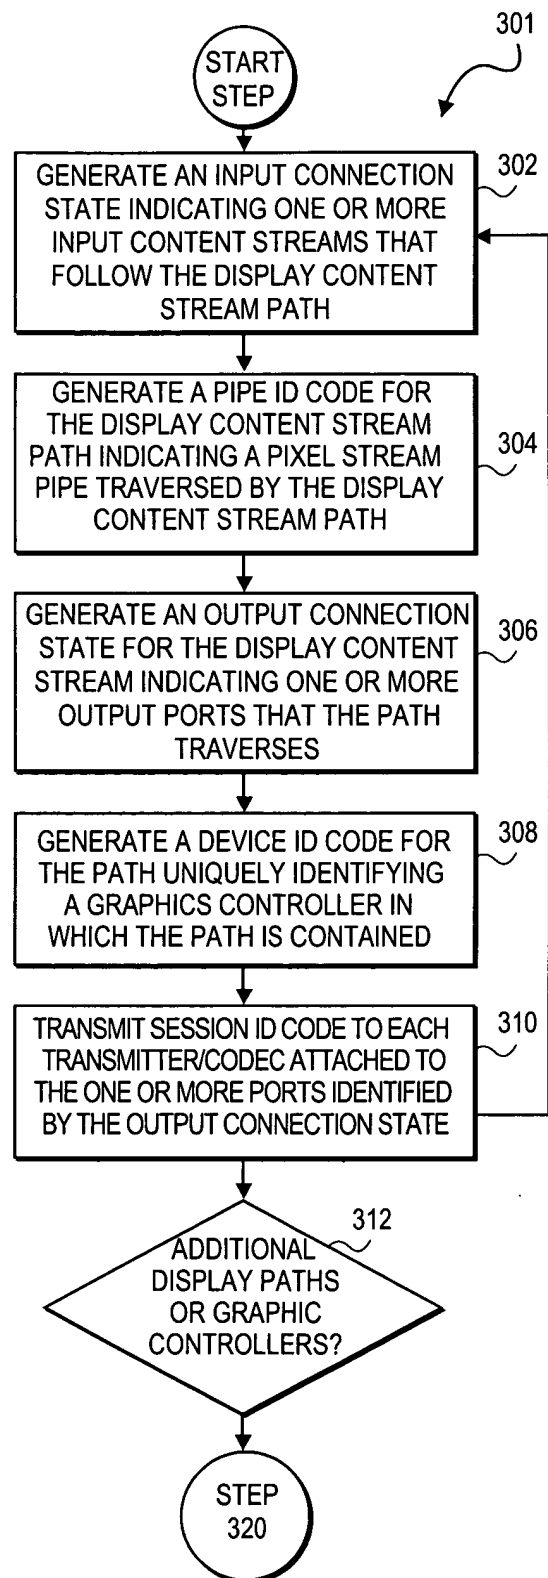 301
START
STEP
302
GENERATE AN INPUT CONNECTION
STATE INDICATING ONE OR MORE
INPUT CONTENT STREAMS THAT
FOLLOW THE DISPLAY CONTENT
STREAM PATH
304
GENERATE A PIPE ID CODE FOR
THE DISPLAY CONTENT STREAM
PATH INDICATING A PIXEL STREAM
PIPE TRAVERSED BY THE DISPLAY
CONTENT STREAM PATH
306
GENERATE AN OUTPUT CONNECTION
STATE FOR THE DISPLAY CONTENT
STREAM INDICATING ONE OR MORE
OUTPUT PORTS THAT THE PATH
TRAVERSES
308
GENERATE A DEVICE ID CODE FOR
THE PATH UNIQUELY IDENTIFYING
A GRAPHICS CONTROLLER IN
WHICH THE PATH IS CONTAINED
310
TRANSMIT SESSION ID CODE TO EACH
TRANSMITTER/CODEC ATTACHED TO
THE ONE OR MORE PORTS IDENTIFIED
BY THE OUTPUT CONNECTION STATE
312
ADDITIONAL
DISPLAY PATHS
OR GRAPHIC
CONTROLLERS?
STEP
320